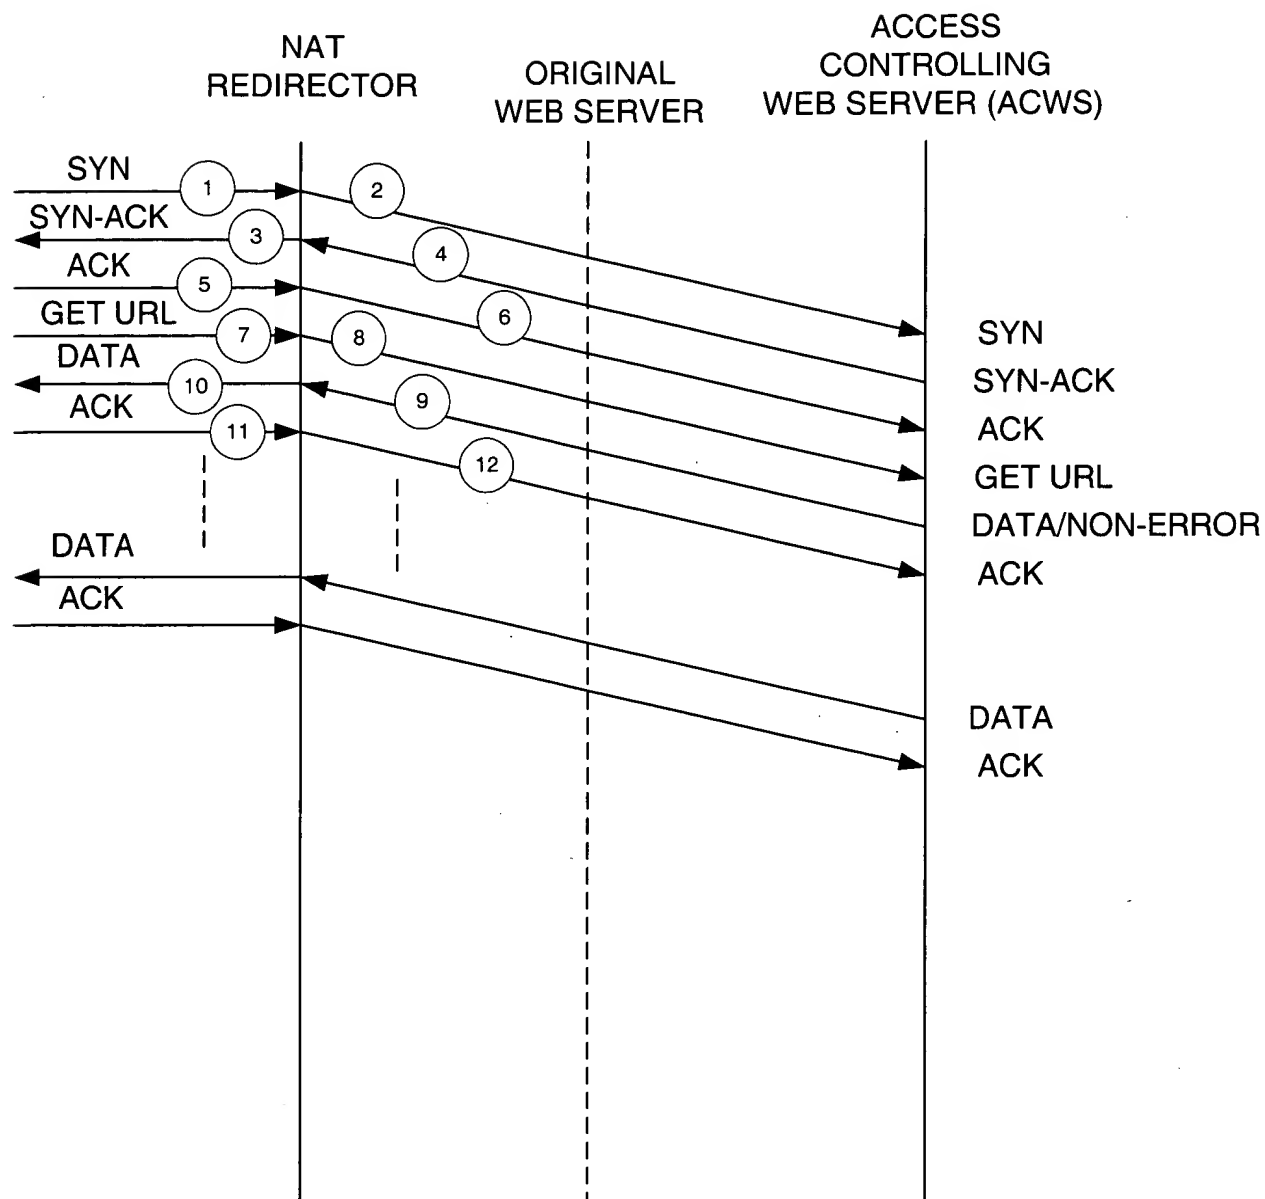 NAT
REDIRECTOR
ORIGINAL
WEB SERVER
ACCESS
CONTROLLING
WEB SERVER (ACWS)
SYN
1
2
SYN-ACK
3
4
ACK
5
6
GET URL
7
8
DATA
10
9
ACK
11
12
DATA
ACK
SYN
SYN-ACK
ACK
GET URL
DATA/NON-ERROR
ACK
DATA
ACK